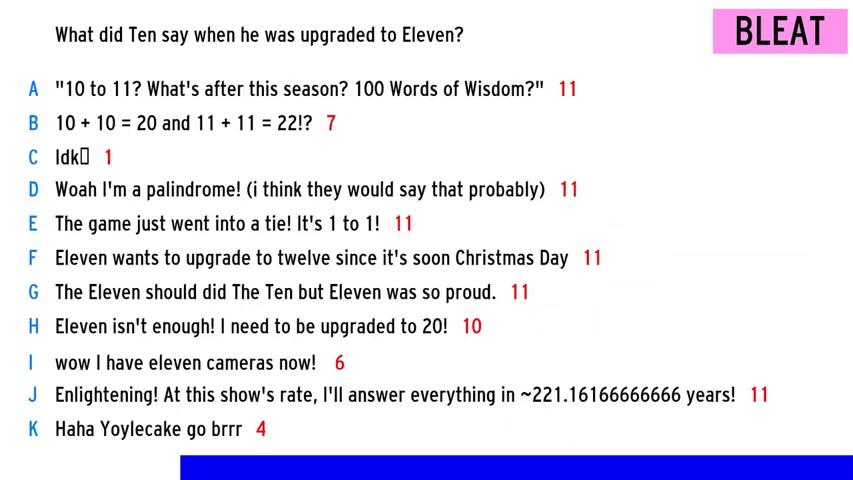 What did Ten say when he was upgraded to Eleven?
BLEAT
A "10 to 11? What's after this season? 100 Words of Wisdom?" 11
B 10 + 10 = 20 and 11 + 11 = 22!? 7
C Idk▯ 1
D Woah I'm a palindrome! (i think they would say that probably) 11
E The game just went into a tie! It's 1 to 1! 11
F Eleven wants to upgrade to twelve since it's soon Christmas Day 11
G The Eleven should did The Ten but Eleven was so proud. 11
H Eleven isn't enough! I need to be upgraded to 20! 10
I wow I have eleven cameras now! 6
J Enlightening! At this show's rate, I'll answer everything in ~221.16166666666 years! 11
K Haha Yoylecake go brrr 4